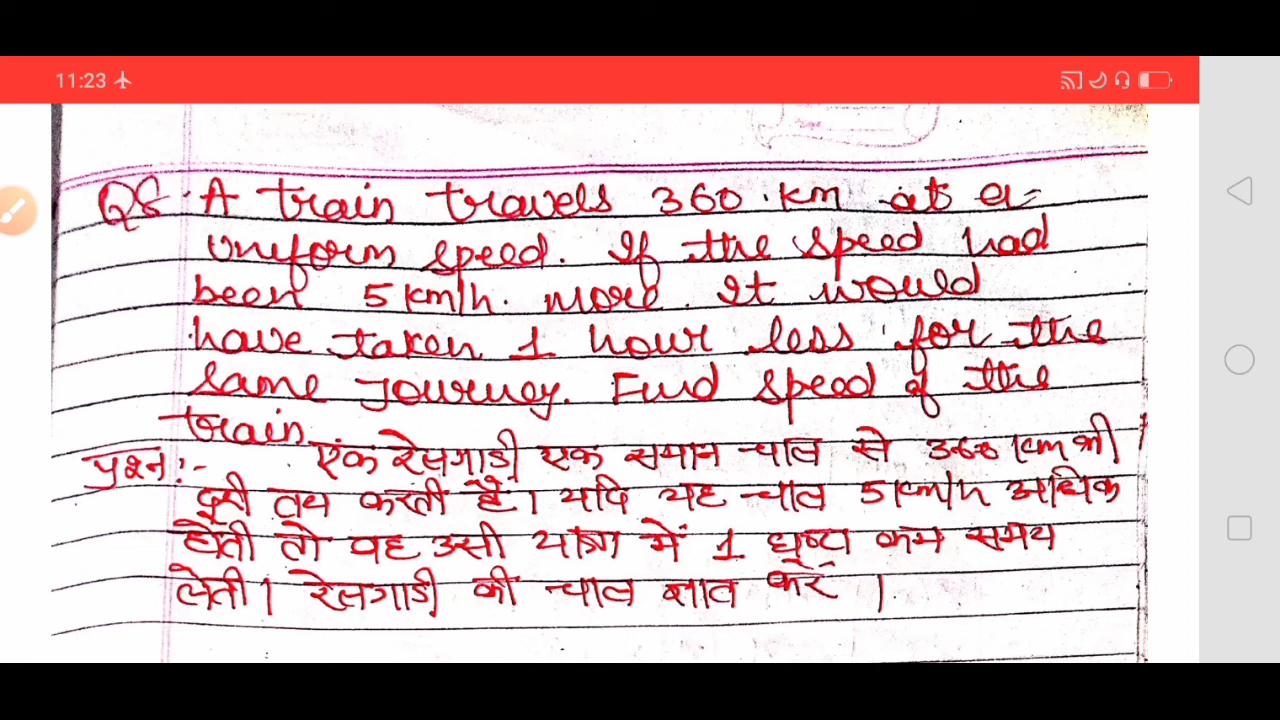 11:23
Q8. A train travels 360 km at a
uniform speed. If the speed had
been 5 km/h more. It would
have taken 1 hour less for the
same Journey. Find speed of the
train.
प्रश्न:- एक रेलगाड़ी एक समान चाल से 360 km की
दूरी तय करती है। यदि यह चाल 5 km/h अधिक
होती तो वह उसी यात्रा में 1 घण्टा कम समय
लेती। रेलगाड़ी की चाल ज्ञात करें।